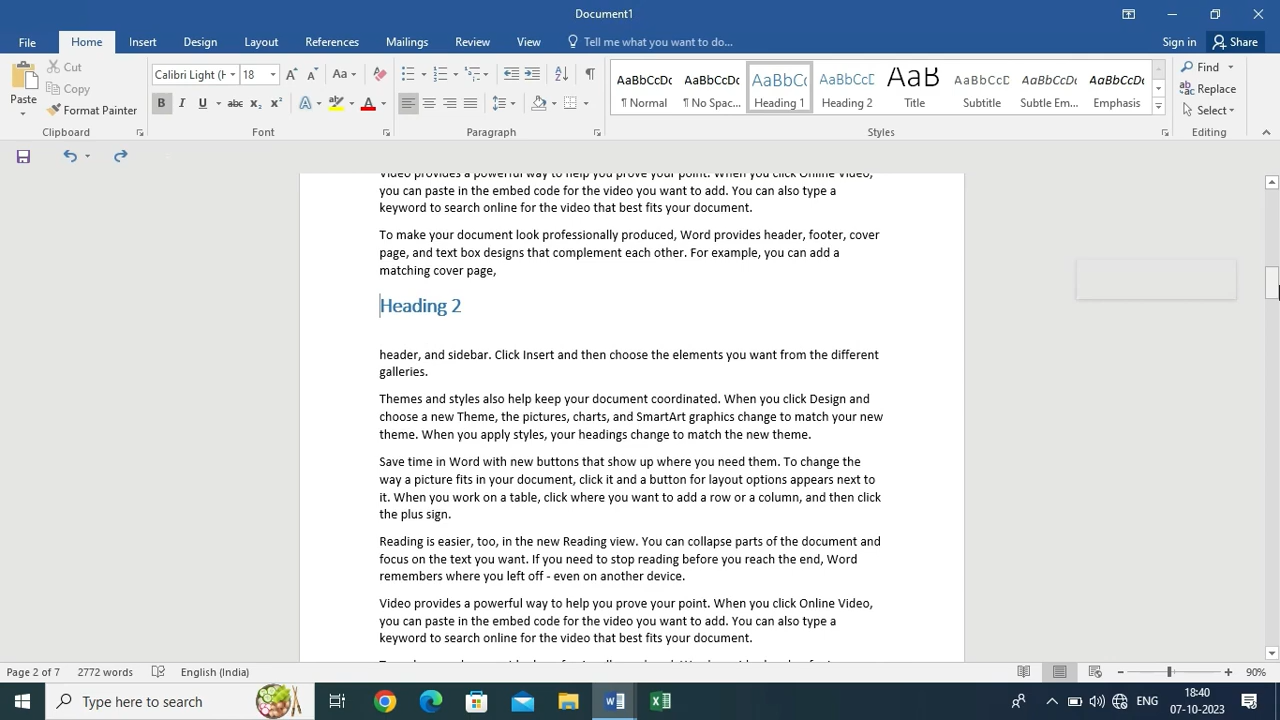 Document1
File Home Insert Design Layout References Mailings Review View Tell me what you want to do... Sign in Share
Cut
Copy
Format Painter
Paste
Clipboard
Calibri Light (H 18 Aa
B I U abc x₂ x² A A
Font
Paragraph
AaBbCcDc AaBbCcDc AaBbCc AaBbCcD AaB AaBbCcD AaBbCcDc AaBbCcDc
¶ Normal ¶ No Spac... Heading 1 Heading 2 Title Subtitle Subtle Em... Emphasis
Styles
Find
Replace
Select
Editing
Video provides a powerful way to help you prove your point. When you click Online Video,
you can paste in the embed code for the video you want to add. You can also type a
keyword to search online for the video that best fits your document.
To make your document look professionally produced, Word provides header, footer, cover
page, and text box designs that complement each other. For example, you can add a
matching cover page,
Heading 2
header, and sidebar. Click Insert and then choose the elements you want from the different
galleries.
Themes and styles also help keep your document coordinated. When you click Design and
choose a new Theme, the pictures, charts, and SmartArt graphics change to match your new
theme. When you apply styles, your headings change to match the new theme.
Save time in Word with new buttons that show up where you need them. To change the
way a picture fits in your document, click it and a button for layout options appears next to
it. When you work on a table, click where you want to add a row or a column, and then click
the plus sign.
Reading is easier, too, in the new Reading view. You can collapse parts of the document and
focus on the text you want. If you need to stop reading before you reach the end, Word
remembers where you left off - even on another device.
Video provides a powerful way to help you prove your point. When you click Online Video,
you can paste in the embed code for the video you want to add. You can also type a
keyword to search online for the video that best fits your document.
Page 2 of 7 2772 words English (India) 90%
Type here to search
ENG
18:40
07-10-2023